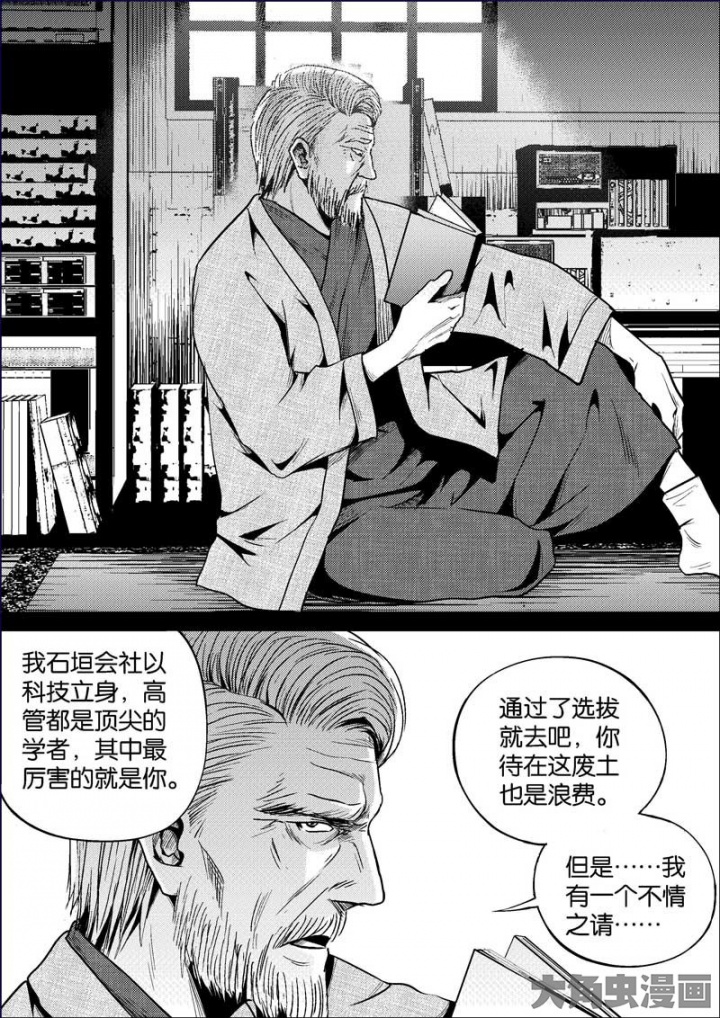 我石垣会社以
科技立身，高
管都是顶尖的
学者，其中最
厉害的就是你。
通过了选拔
就去吧，你
待在这废土
也是浪费。
但是……我
有一个不情
之请……
大角虫漫画